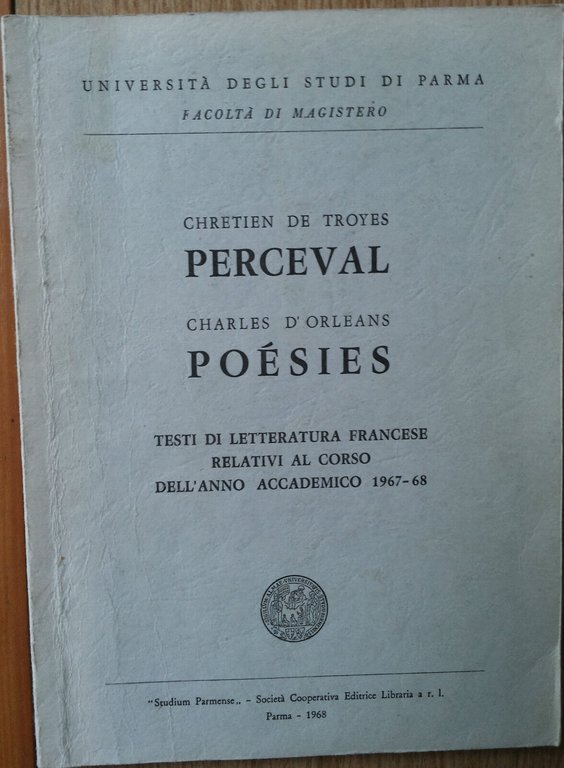 UNIVERSITÀ DEGLI STUDI DI PARMA
FACOLTÀ DI MAGISTERO
CHRETIEN DE TROYES
PERCEVAL
CHARLES D'ORLEANS
POÉSIES
TESTI DI LETTERATURA FRANCESE
RELATIVI AL CORSO
DELL'ANNO ACCADEMICO 1967-68
"Studium Parmense„ - Società Cooperativa Editrice Libraria a r. l.
Parma - 1968